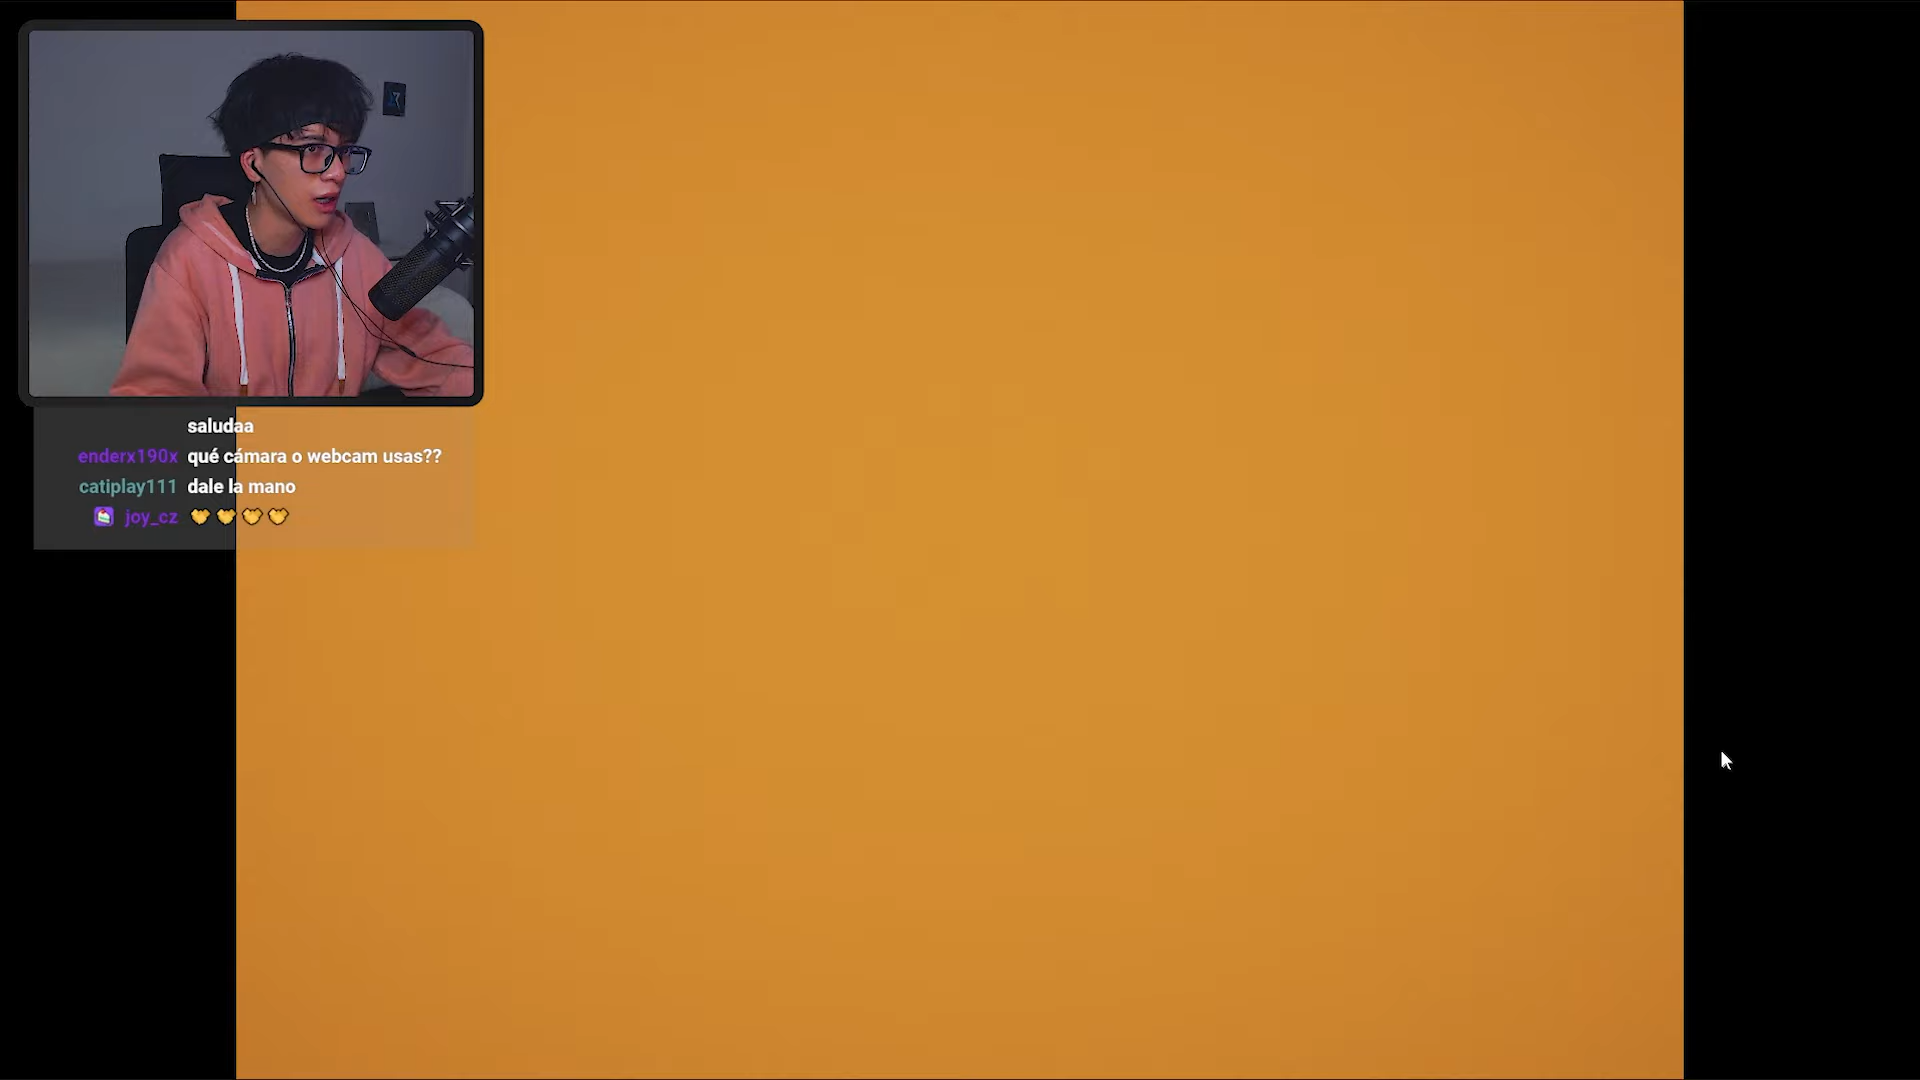 saludaa
enderx190x qué cámara o webcam usas??
catiplay111 dale la mano
joy_cz 💛 💛 💛 💛